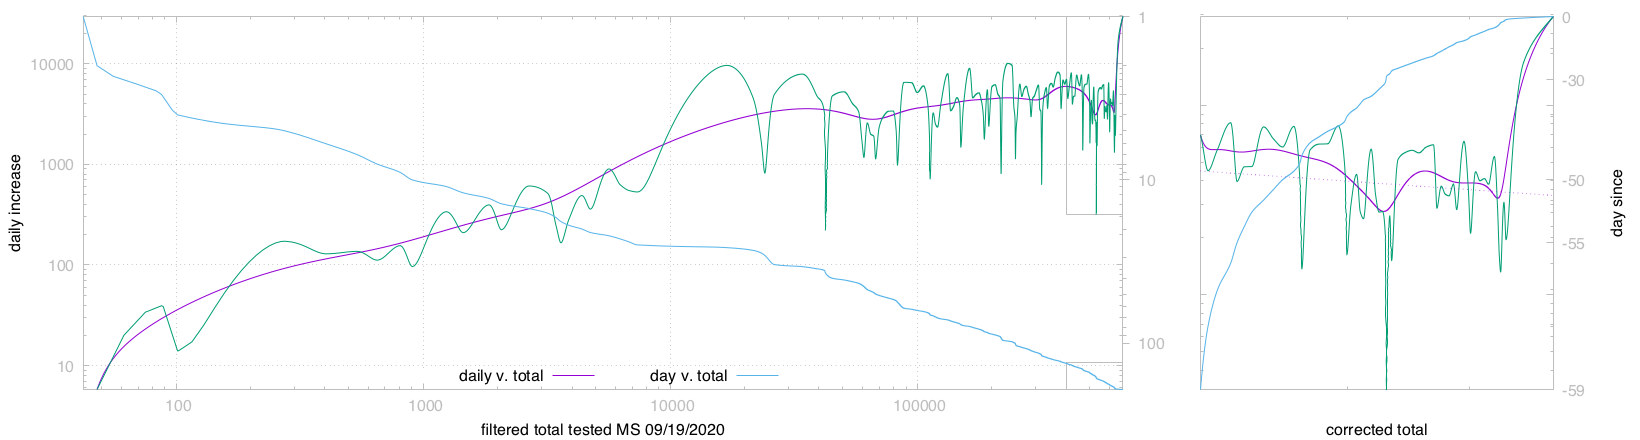 daily increase
10000
1000
100
10
100
1000
10000
100000
1
10
100
daily v. total
day v. total
filtered total tested MS 09/19/2020
0
-30
-50
-55
-59
day since
corrected total